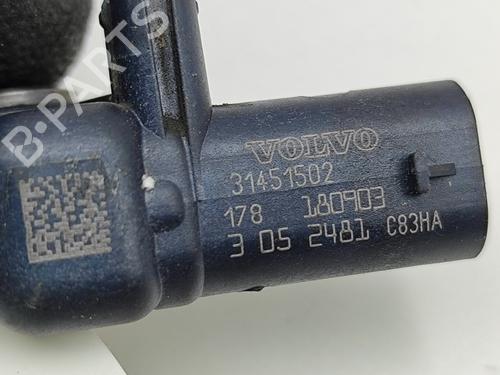 B-PARTS
VOLVO
31451502
178 180903
3 05 2481 C83HA